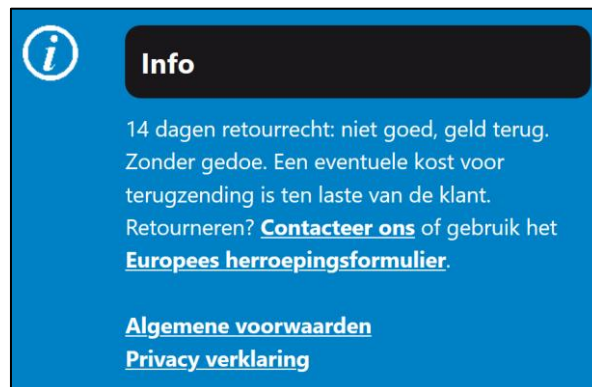 i
Info
14 dagen retourrecht: niet goed, geld terug.
Zonder gedoe. Een eventuele kost voor
terugzending is ten laste van de klant.
Retourneren? Contacteer ons of gebruik het
Europees herroepingsformulier.
Algemene voorwaarden
Privacy verklaring